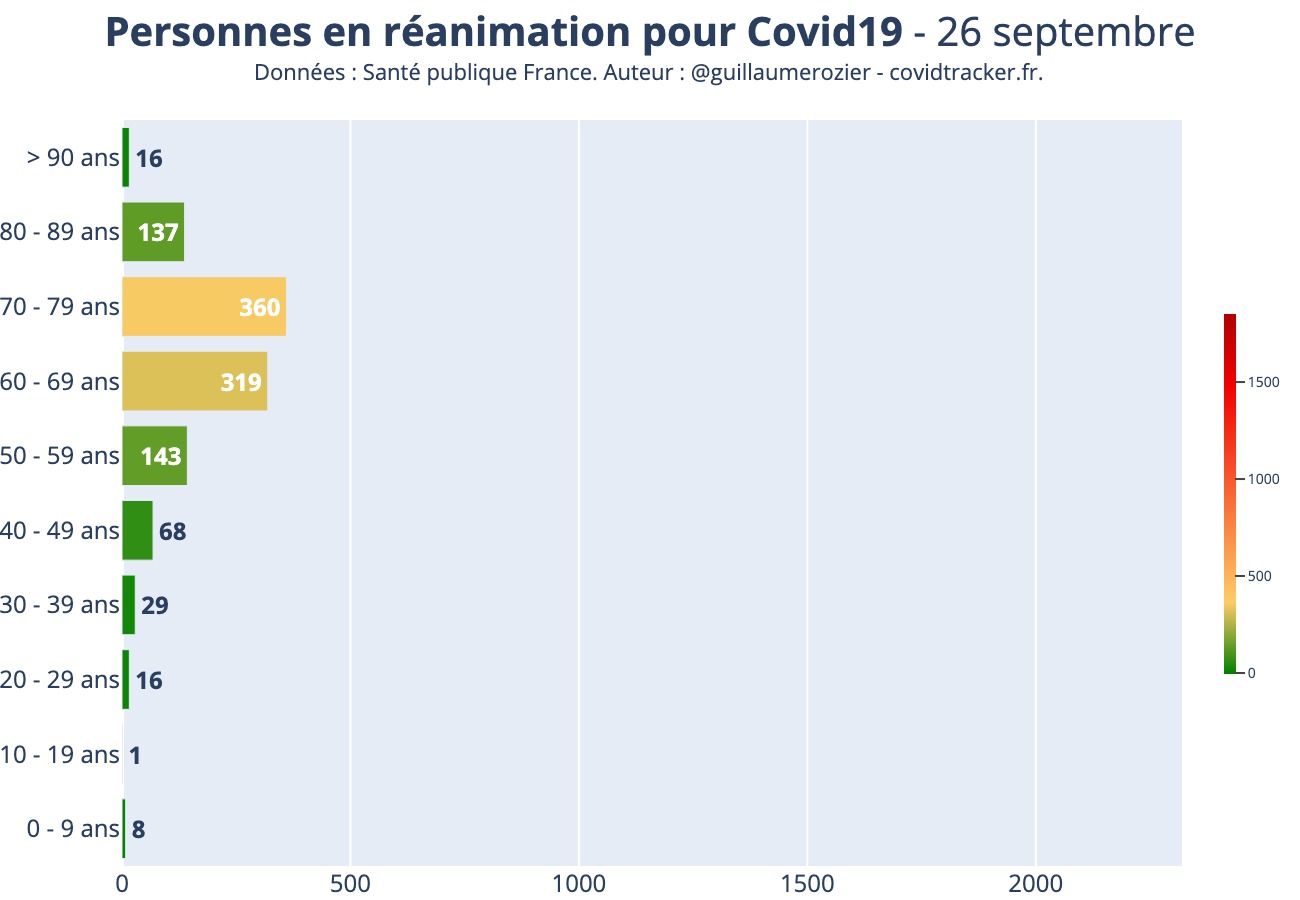 Personnes en réanimation pour Covid19 - 26 septembre
Données : Santé publique France. Auteur : @guillaumerozier - covidtracker.fr.
> 90 ans 16
80 - 89 ans 137
70 - 79 ans 360
60 - 69 ans 319
50 - 59 ans 143
40 - 49 ans 68
30 - 39 ans 29
20 - 29 ans 16
10 - 19 ans 1
0 - 9 ans 8
0 500 1000 1500 2000
1500
1000
500
0